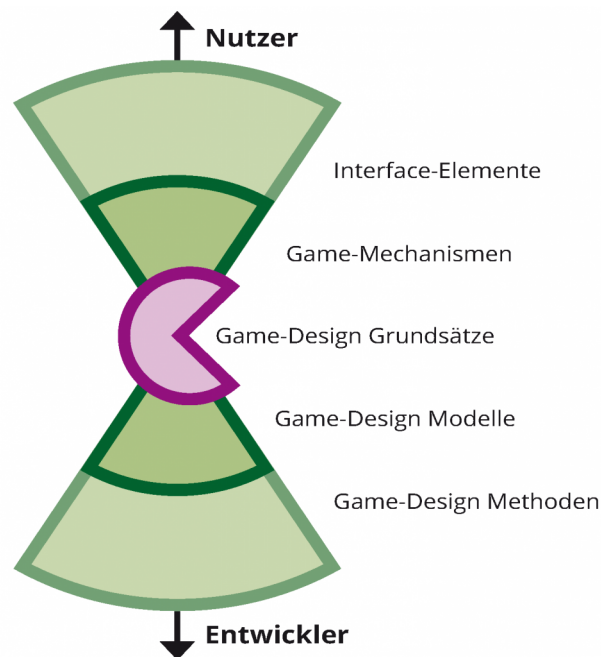 Nutzer
Interface-Elemente
Game-Mechanismen
Game-Design Grundsätze
Game-Design Modelle
Game-Design Methoden
Entwickler